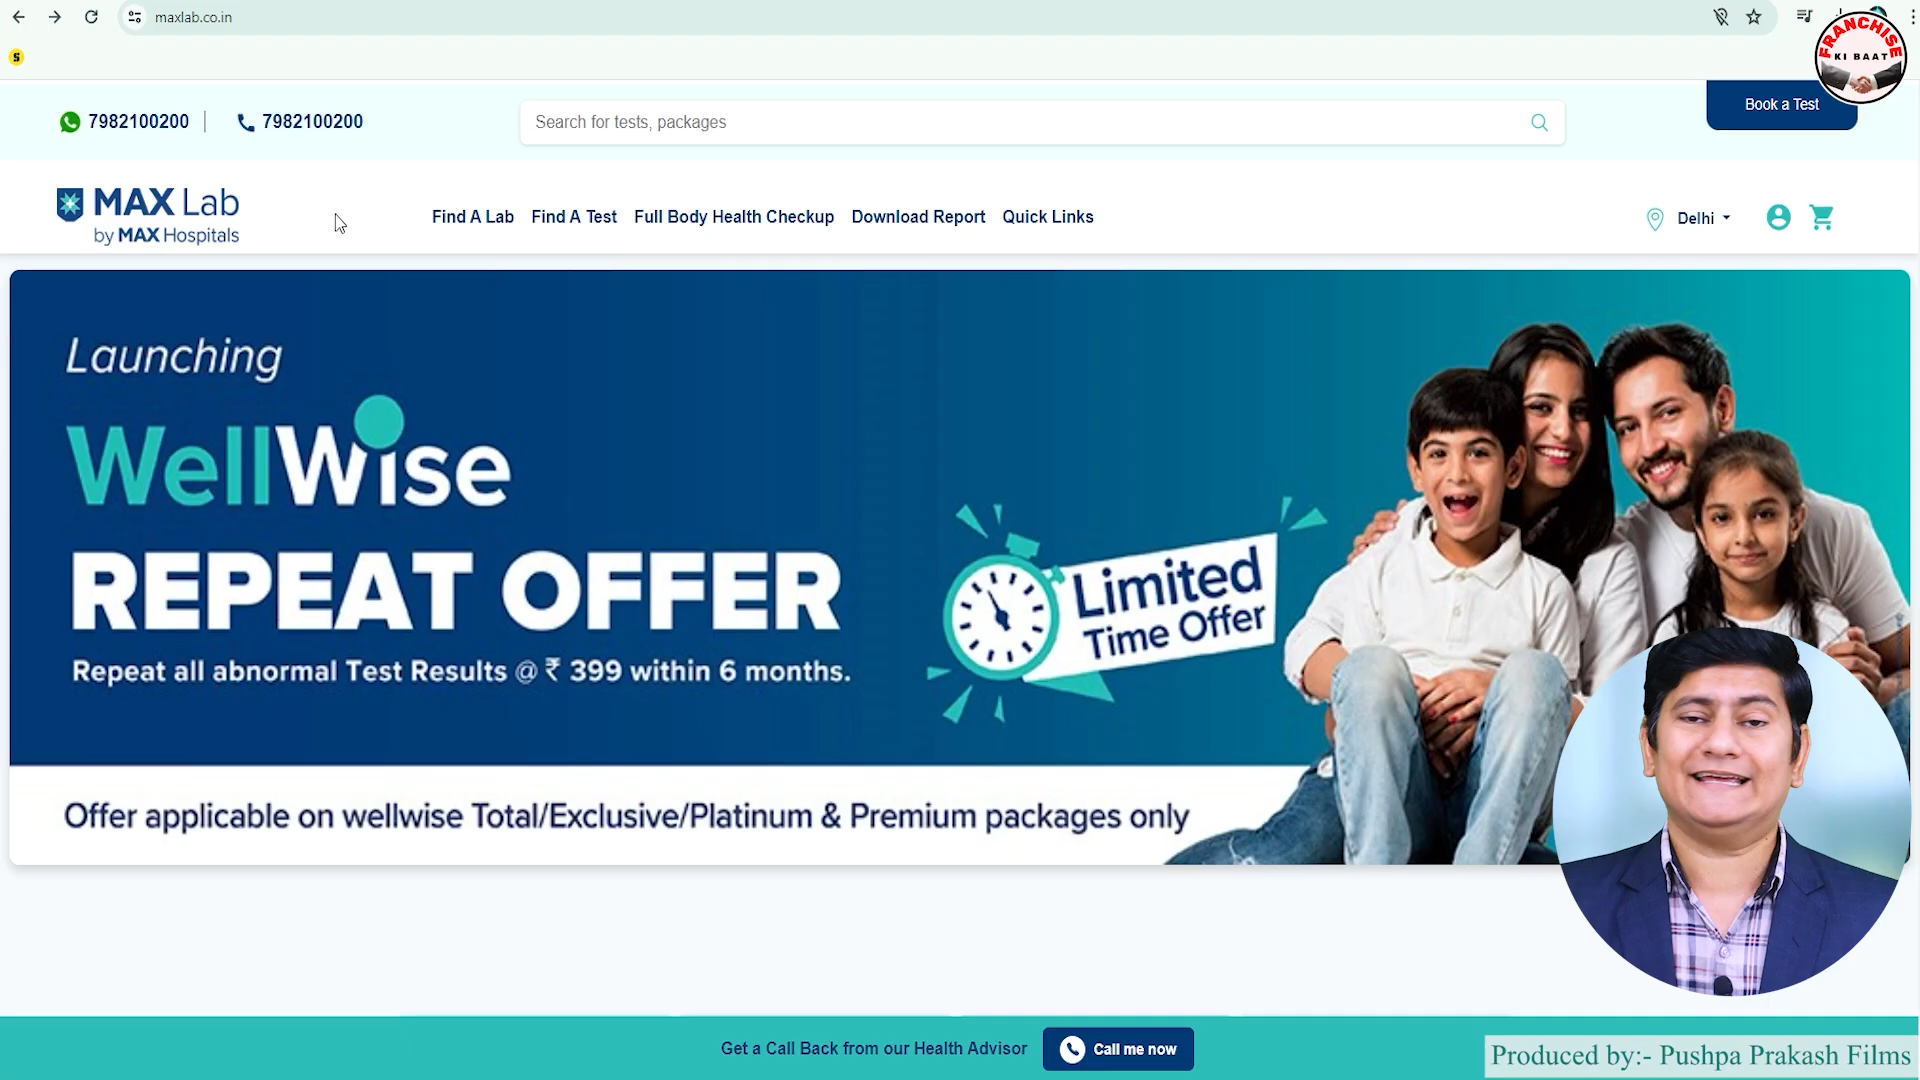 maxlab.co.in
S
FRANCHISE
KI BAAT
7982100200
7982100200
Search for tests, packages
Book a Test
MAX Lab
by MAX Hospitals
Find A Lab
Find A Test
Full Body Health Checkup
Download Report
Quick Links
Delhi
Launching
WellWise
REPEAT OFFER
Repeat all abnormal Test Results @ ₹ 399 within 6 months.
Limited
Time Offer
Offer applicable on wellwise Total/Exclusive/Platinum & Premium packages only
Get a Call Back from our Health Advisor
Call me now
Produced by:- Pushpa Prakash Films